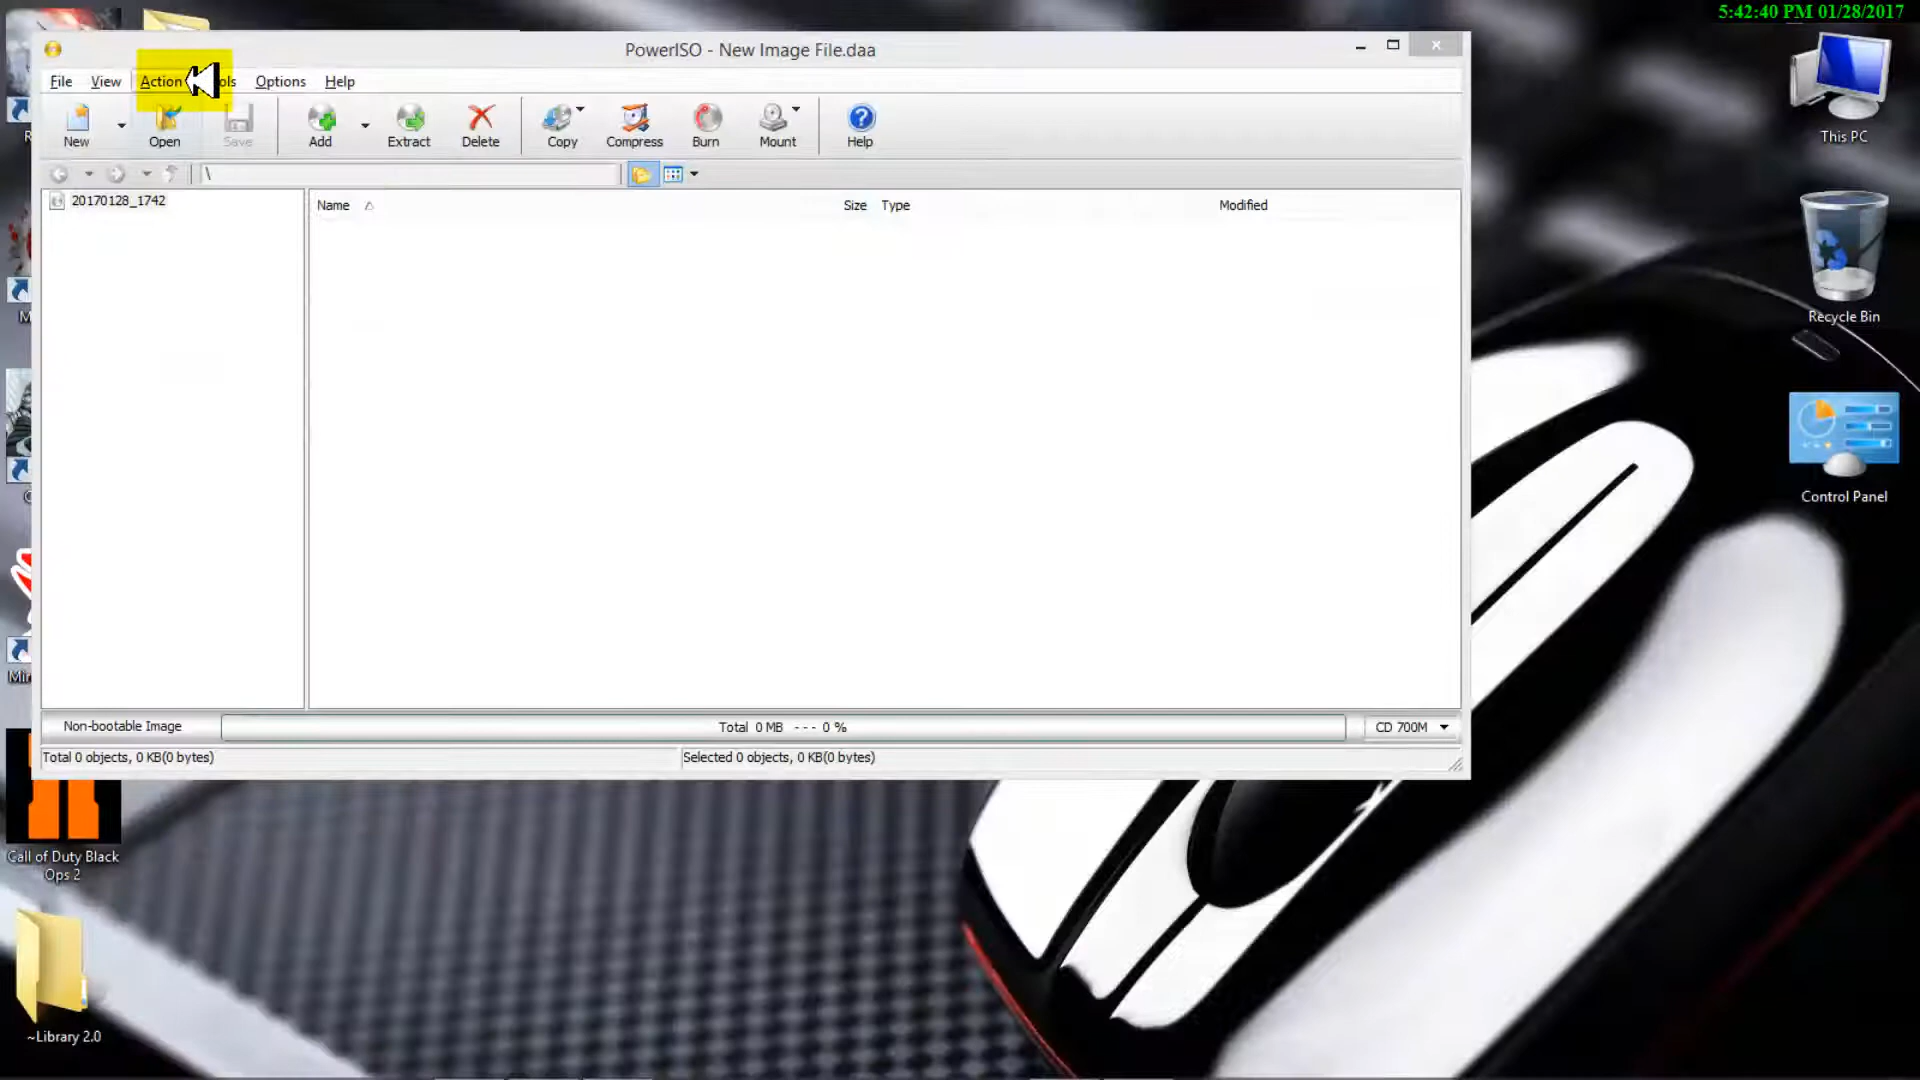 5:42:40 PM 01/28/2017
PowerISO - New Image File.daa
File View Action Options Help
New Open Save Add Extract Delete Copy Compress Burn Mount Help
\
20170128_1742
Name Size Type Modified
Non-bootable Image Total 0 MB --- 0 % CD 700M
Total 0 objects, 0 KB(0 bytes) Selected 0 objects, 0 KB(0 bytes)
This PC
Recycle Bin
Control Panel
Call of Duty Black
Ops 2
~Library 2.0